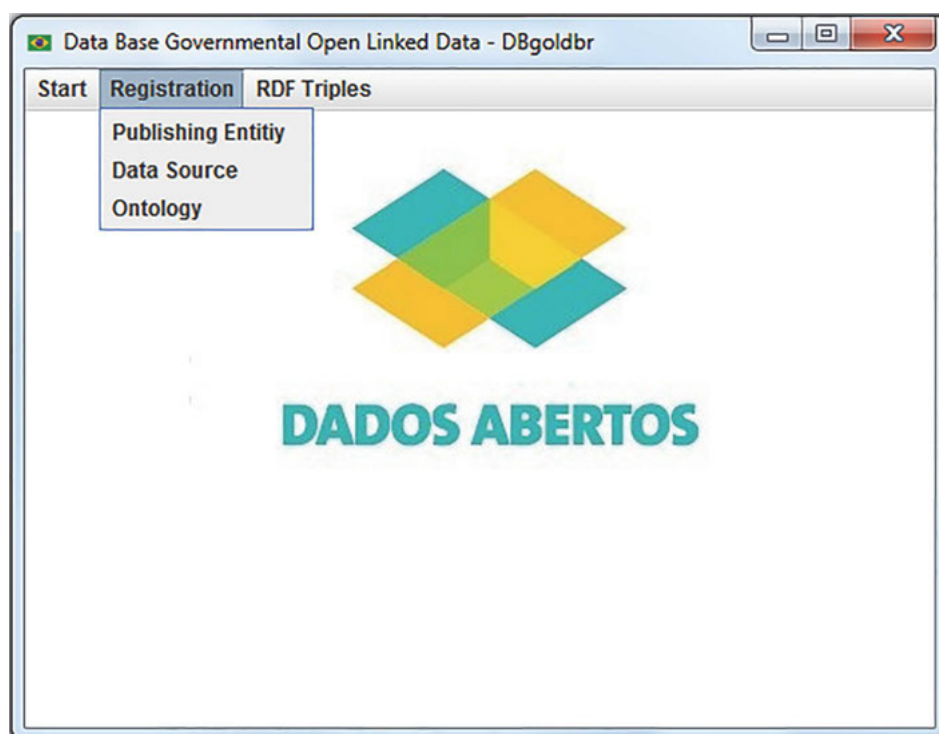 Data Base Governmental Open Linked Data - DBgoldbr
Start Registration RDF Triples
Publishing Entitiy
Data Source
Ontology
DADOS ABERTOS